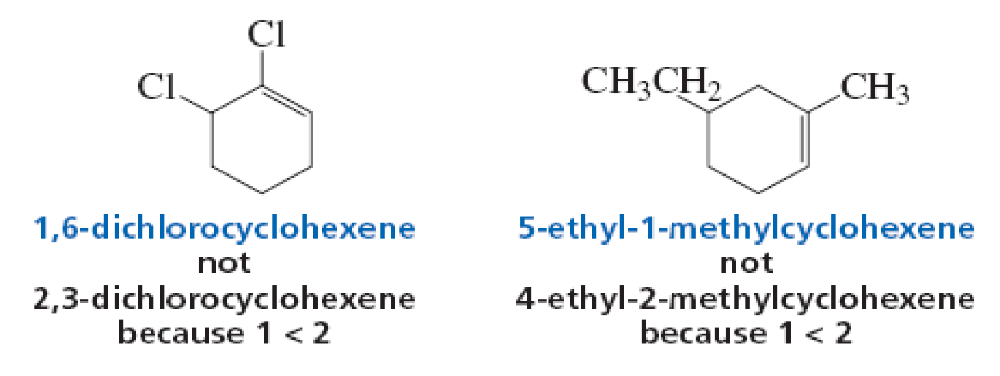 Cl
Cl
CH₃CH₂
CH₃
1,6-dichlorocyclohexene
not
2,3-dichlorocyclohexene
because 1 < 2
5-ethyl-1-methylcyclohexene
not
4-ethyl-2-methylcyclohexene
because 1 < 2